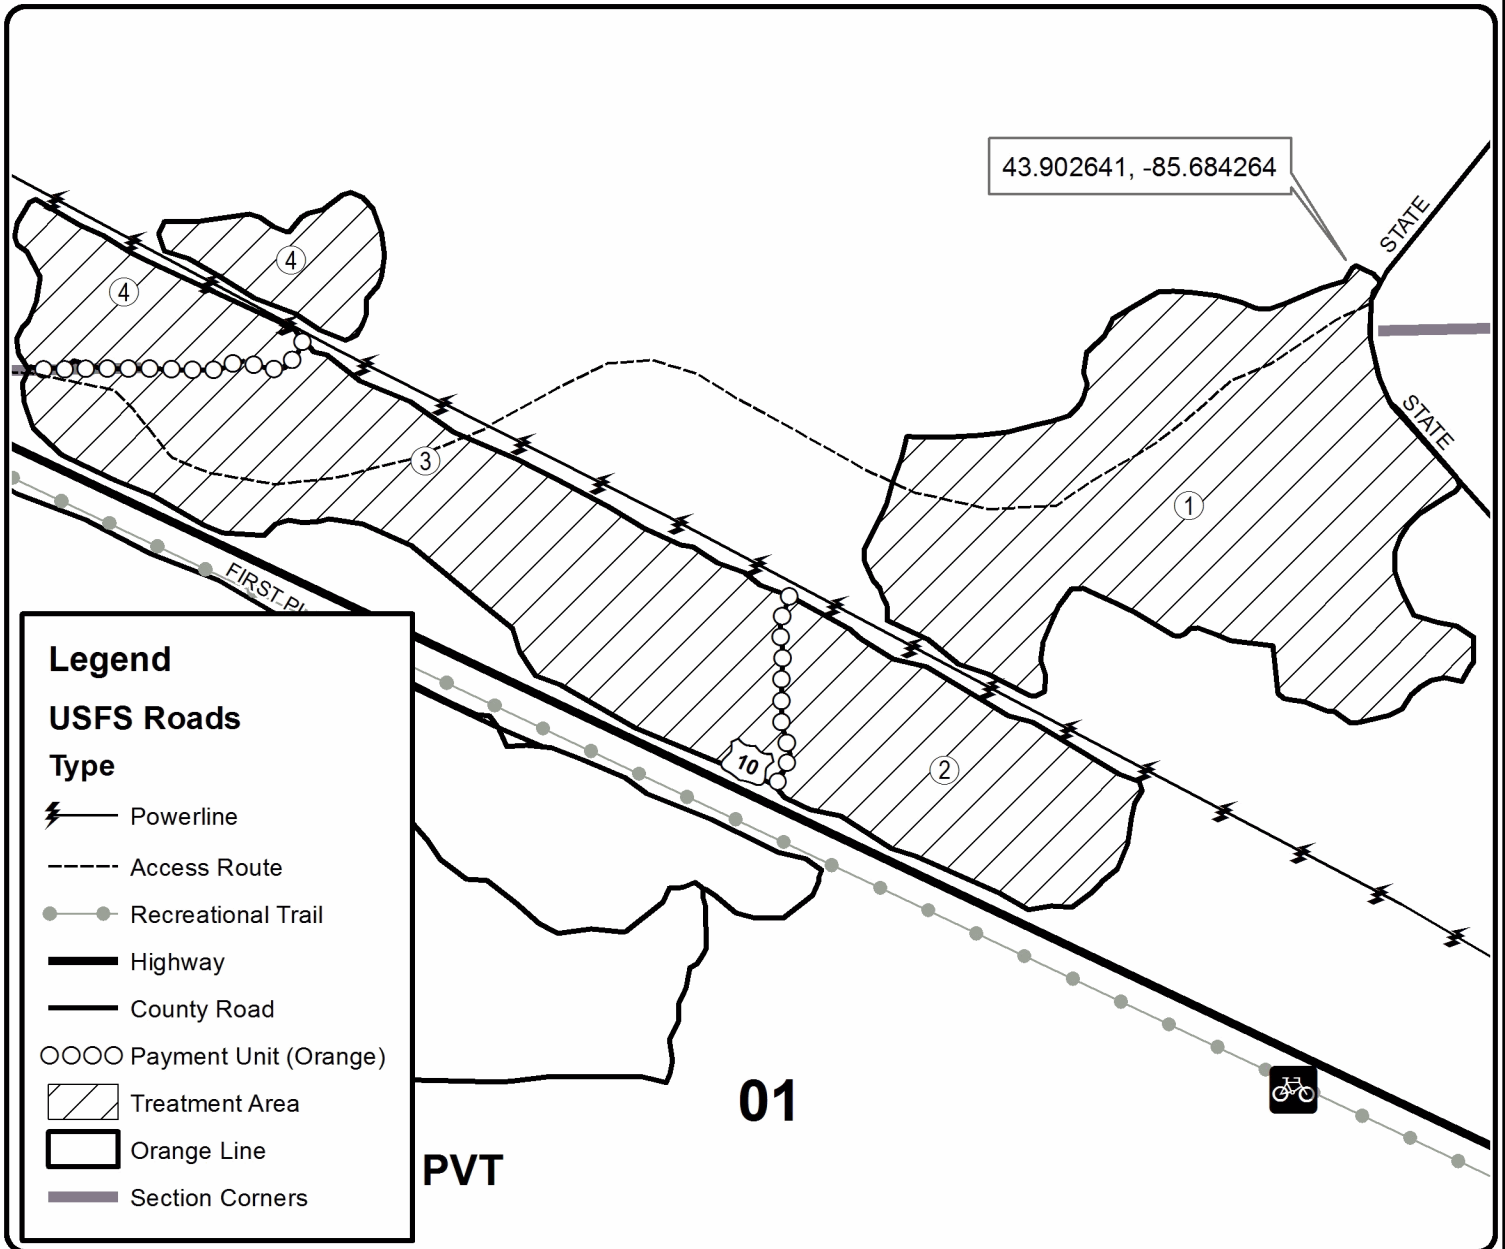 43.902641, -85.684264
STATE
STATE
4
4
3
1
2
10
FIRST
Legend
USFS Roads
Type
Powerline
Access Route
Recreational Trail
Highway
County Road
Payment Unit (Orange)
Treatment Area
Orange Line
Section Corners
01
PVT